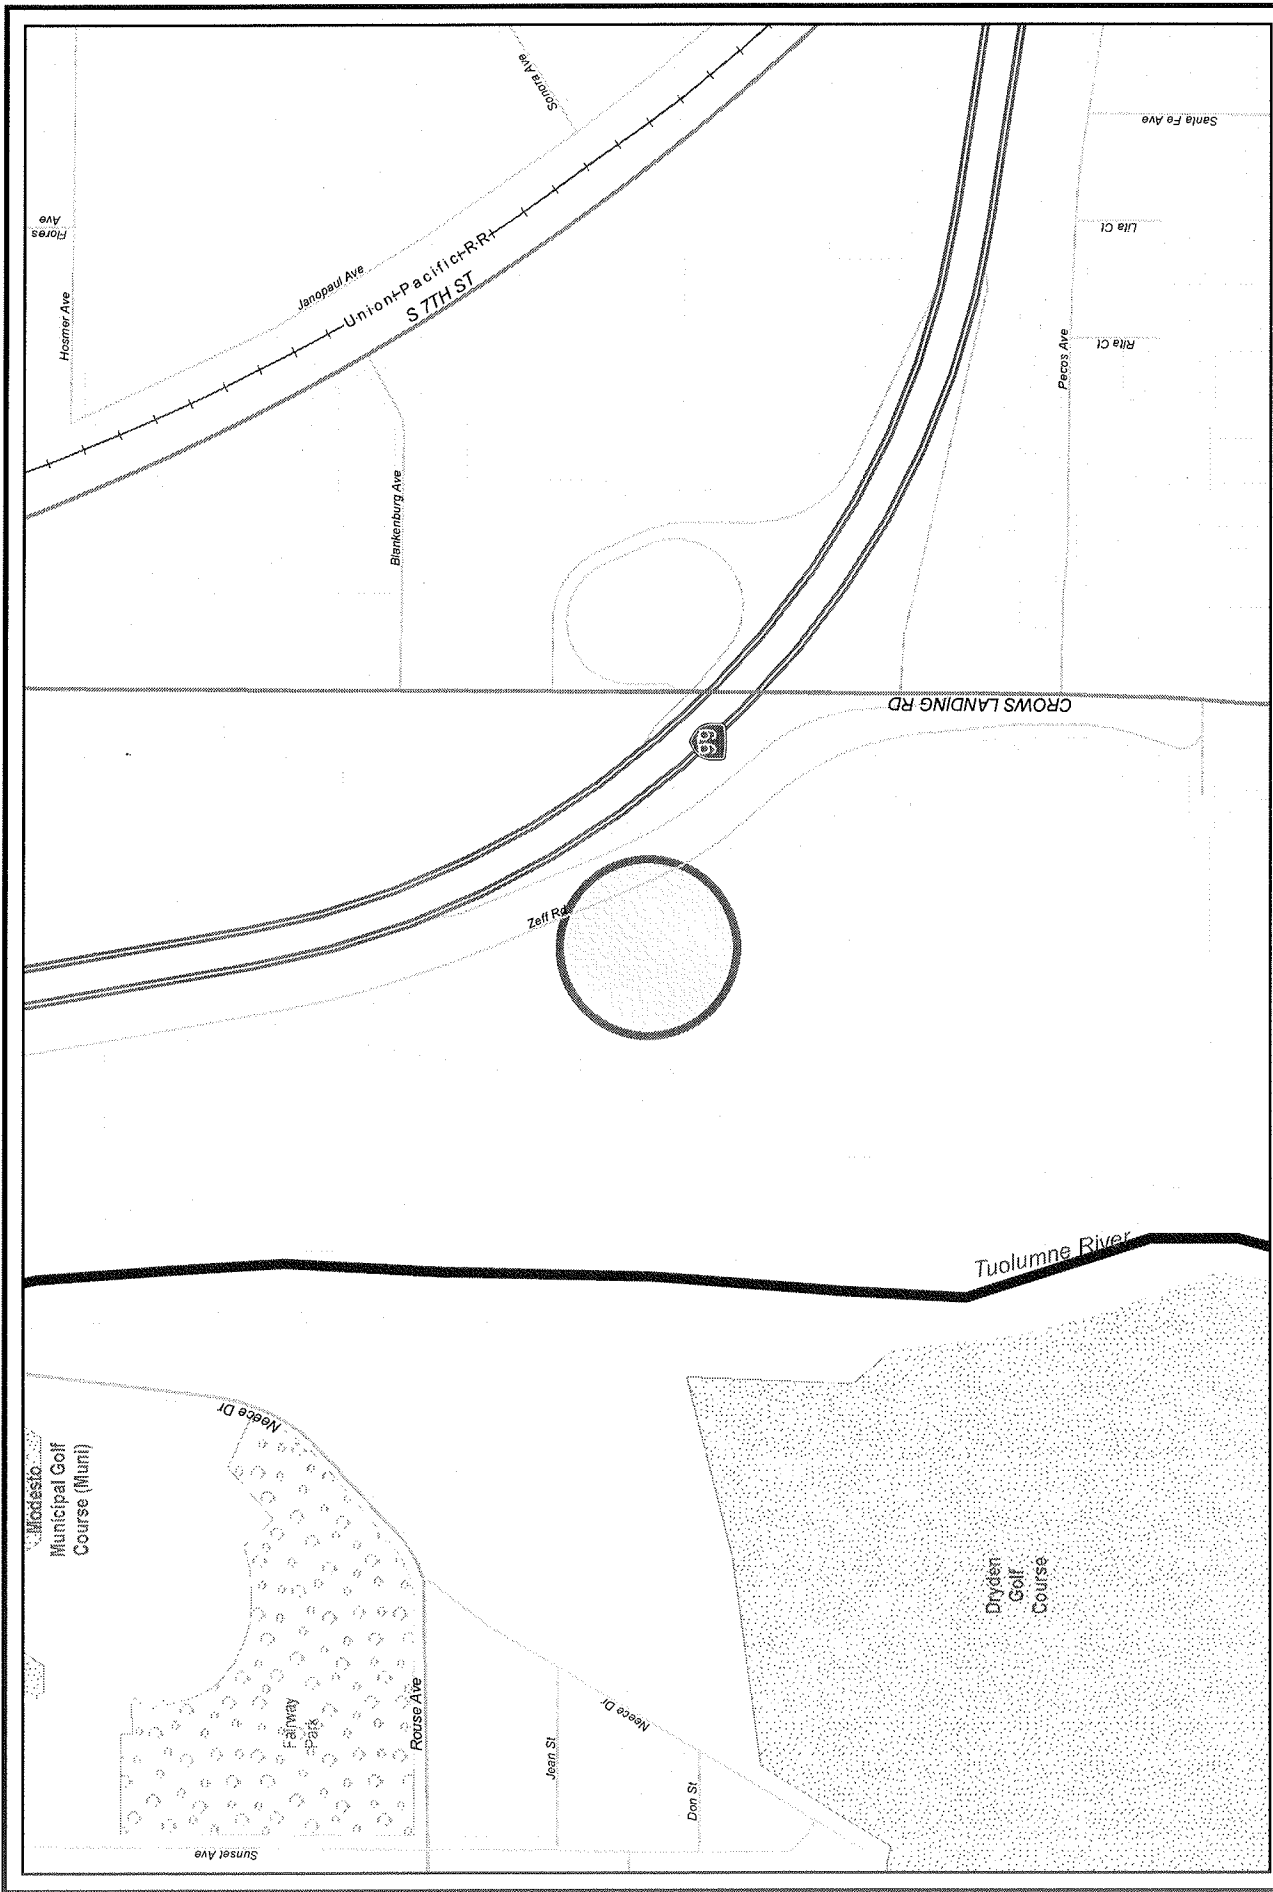 Sonora Ave
Santa Fe Ave
Flores
Ave
Lita Ct
Janopaul Ave
Union Pacific RR
S 7TH ST
Hosmer Ave
Rita Ct
Pecos Ave
Blankenburg Ave
CROWS LANDING RD
99
Zeff Rd
Tuolumne River
Neece Dr
Modesto
Municipal Golf
Course (Muni)
Dryden
Golf
Course
Fairway
Park
Rouse Ave
Neece Dr
Jean St
Don St
Sunset Ave